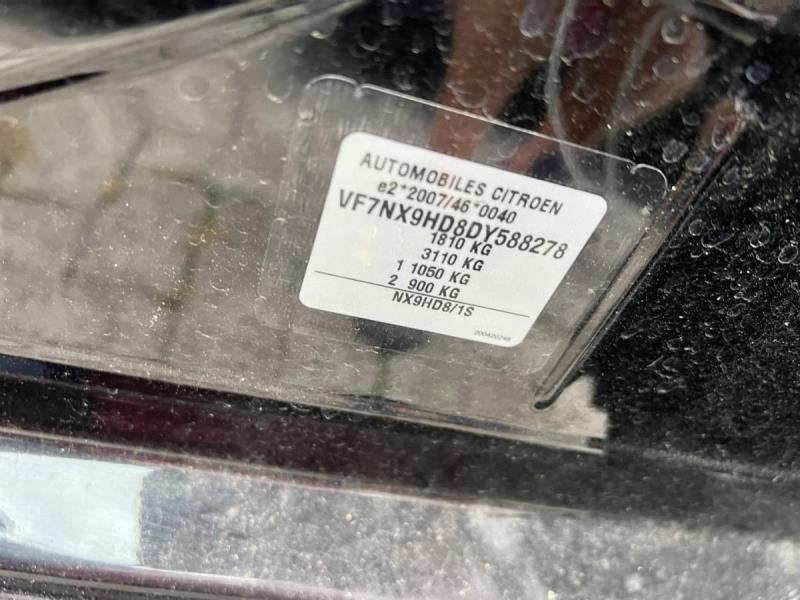 AUTOMOBILES CITROEN
e2*2007/46*0040
VF7NX9HD8DY588278
1810 KG
3110 KG
1 1050 KG
2 900 KG
NX9HD8/1S
200420248